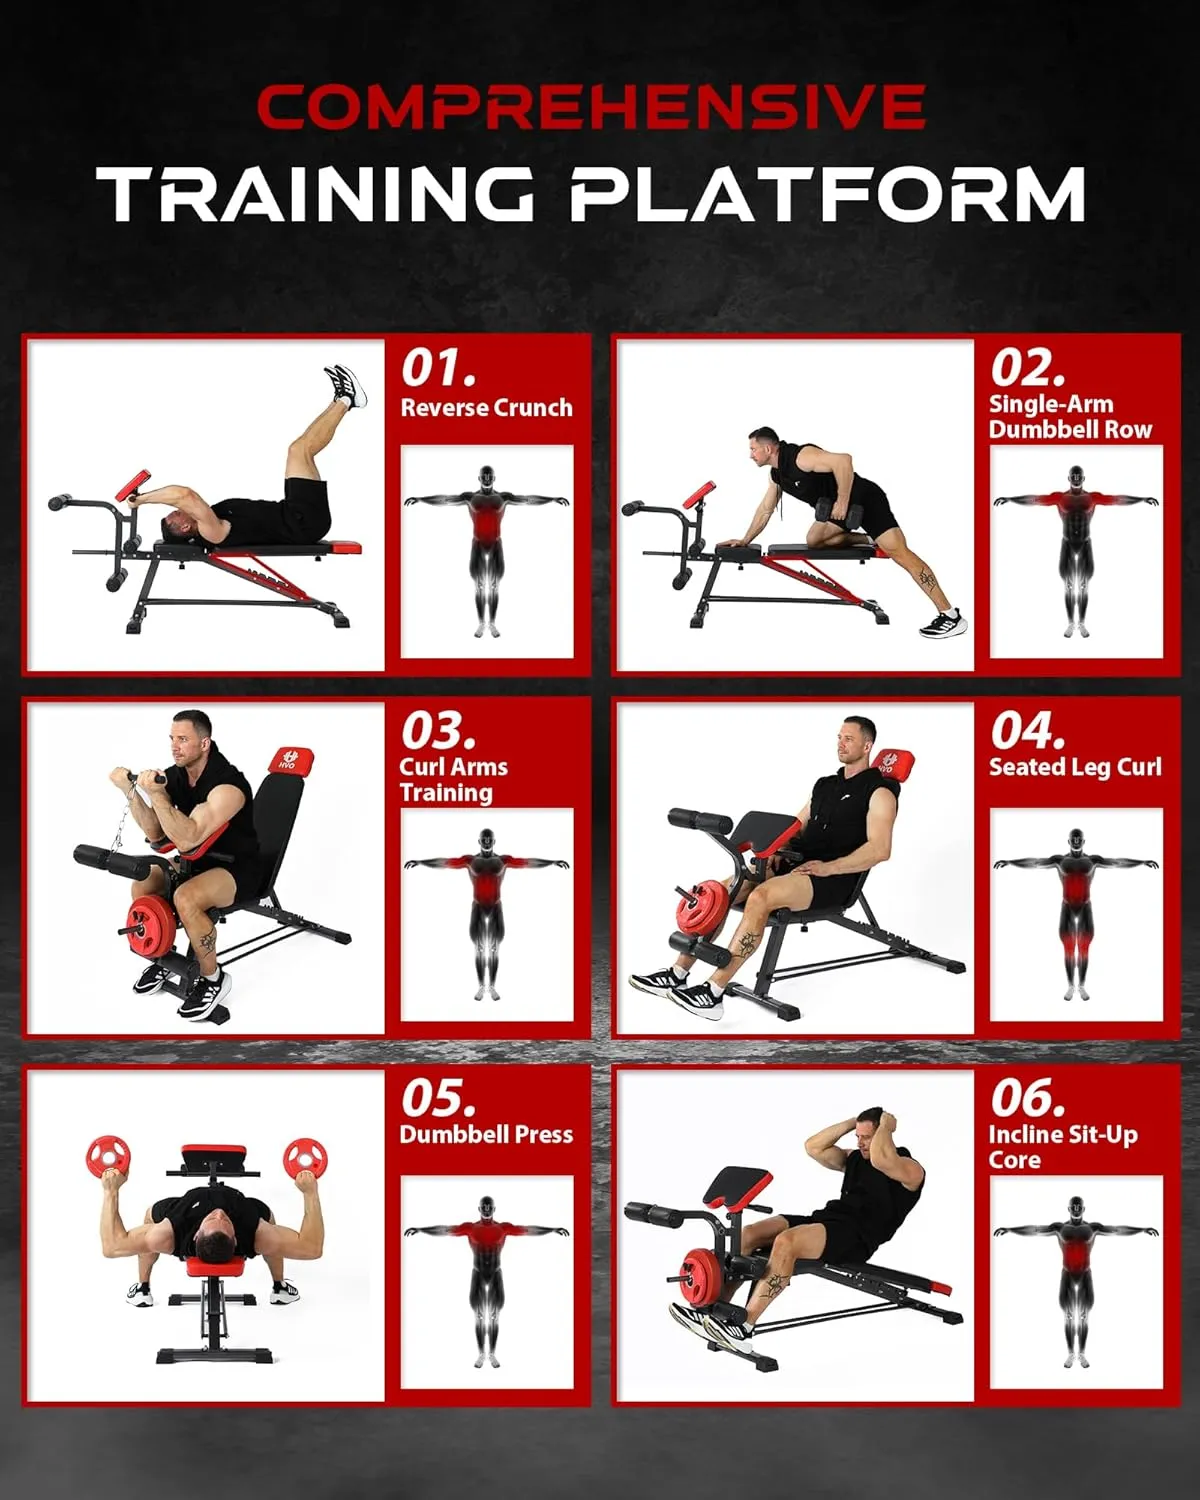 COMPREHENSIVE
TRAINING PLATFORM
01.
Reverse Crunch
02.
Single-Arm
Dumbbell Row
03.
Curl Arms
Training
HVO
04.
Seated Leg Curl
HVO
05.
Dumbbell Press
06.
Incline Sit-Up
Core